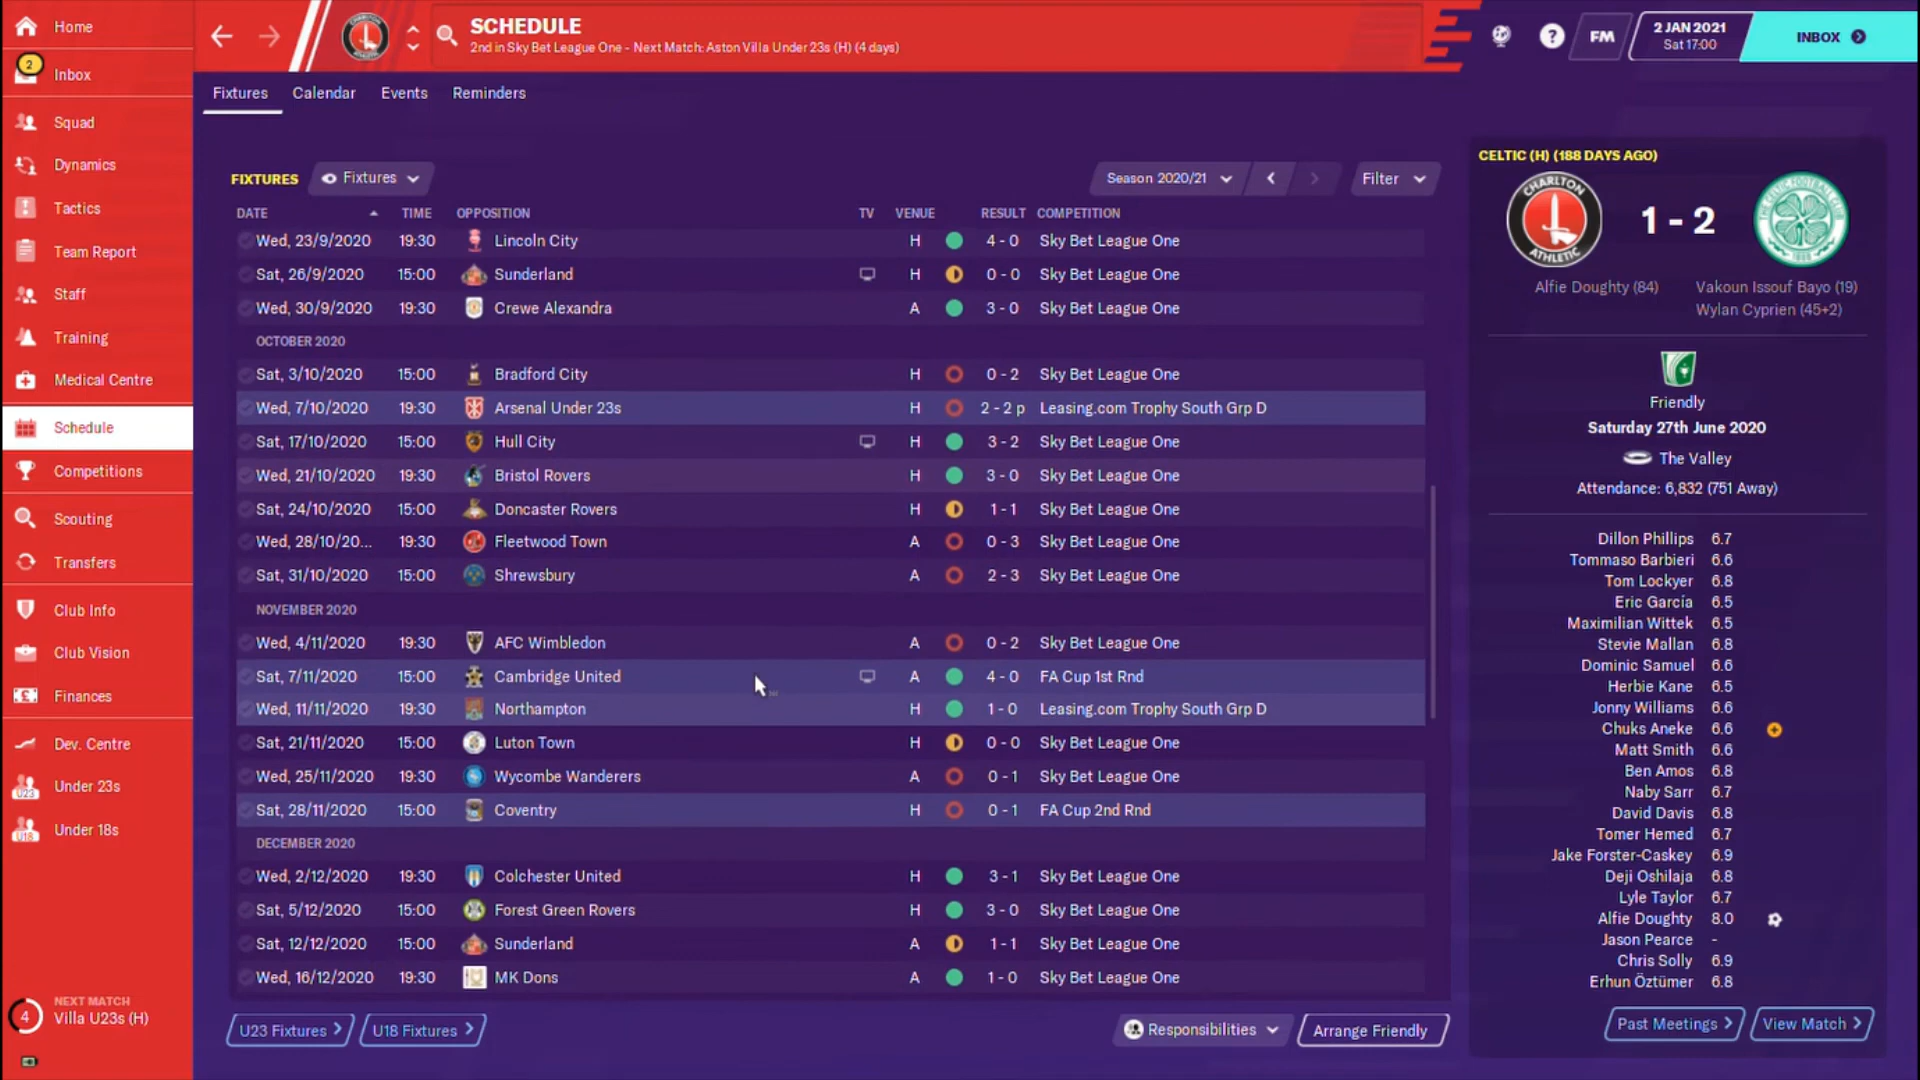 Home
2
Inbox
Squad
Dynamics
Tactics
Team Report
Staff
Training
Medical Centre
Schedule
Competitions
Scouting
Transfers
Club Info
Club Vision
Finances
Dev. Centre
U23
Under 23s
U18
Under 18s
4
NEXT MATCH
Villa U23s (H)
CHARLTON ATHLETIC
SCHEDULE
2nd in Sky Bet League One - Next Match: Aston Villa Under 23s (H) (4 days)
? FM
2 JAN 2021
Sat 17:00
INBOX
Fixtures Calendar Events Reminders
FIXTURES Fixtures Season 2020/21 Filter
DATE TIME OPPOSITION TV VENUE RESULT COMPETITION
Wed, 23/9/2020 19:30 Lincoln City H 4 - 0 Sky Bet League One
Sat, 26/9/2020 15:00 Sunderland H 0 - 0 Sky Bet League One
Wed, 30/9/2020 19:30 Crewe Alexandra A 3 - 0 Sky Bet League One
OCTOBER 2020
Sat, 3/10/2020 15:00 Bradford City H 0 - 2 Sky Bet League One
Wed, 7/10/2020 19:30 Arsenal Under 23s H 2 - 2 p Leasing.com Trophy South Grp D
Sat, 17/10/2020 15:00 Hull City H 3 - 2 Sky Bet League One
Wed, 21/10/2020 19:30 Bristol Rovers H 3 - 0 Sky Bet League One
Sat, 24/10/2020 15:00 Doncaster Rovers H 1 - 1 Sky Bet League One
Wed, 28/10/20... 19:30 Fleetwood Town A 0 - 3 Sky Bet League One
Sat, 31/10/2020 15:00 Shrewsbury A 2 - 3 Sky Bet League One
NOVEMBER 2020
Wed, 4/11/2020 19:30 AFC Wimbledon A 0 - 2 Sky Bet League One
Sat, 7/11/2020 15:00 Cambridge United A 4 - 0 FA Cup 1st Rnd
Wed, 11/11/2020 19:30 Northampton H 1 - 0 Leasing.com Trophy South Grp D
Sat, 21/11/2020 15:00 Luton Town H 0 - 0 Sky Bet League One
Wed, 25/11/2020 19:30 Wycombe Wanderers A 0 - 1 Sky Bet League One
Sat, 28/11/2020 15:00 Coventry H 0 - 1 FA Cup 2nd Rnd
DECEMBER 2020
Wed, 2/12/2020 19:30 Colchester United H 3 - 1 Sky Bet League One
Sat, 5/12/2020 15:00 Forest Green Rovers H 3 - 0 Sky Bet League One
Sat, 12/12/2020 15:00 Sunderland A 1 - 1 Sky Bet League One
Wed, 16/12/2020 19:30 MK Dons A 1 - 0 Sky Bet League One
U23 Fixtures U18 Fixtures Responsibilities Arrange Friendly
CELTIC (H) (188 DAYS AGO)
CHARLTON ATHLETIC
1 - 2
Alfie Doughty (84) Vakoun Issouf Bayo (19)
Wylan Cyprien (45+2)
Friendly
Saturday 27th June 2020
The Valley
Attendance: 6,832 (751 Away)
Dillon Phillips 6.7
Tommaso Barbieri 6.6
Tom Lockyer 6.8
Eric García 6.5
Maximilian Wittek 6.5
Stevie Mallan 6.8
Dominic Samuel 6.6
Herbie Kane 6.5
Jonny Williams 6.6
Chuks Aneke 6.6
Matt Smith 6.6
Ben Amos 6.8
Naby Sarr 6.7
David Davis 6.8
Tomer Hemed 6.7
Jake Forster-Caskey 6.9
Deji Oshilaja 6.8
Lyle Taylor 6.7
Alfie Doughty 8.0
Jason Pearce -
Chris Solly 6.9
Erhun Öztümer 6.8
Past Meetings View Match